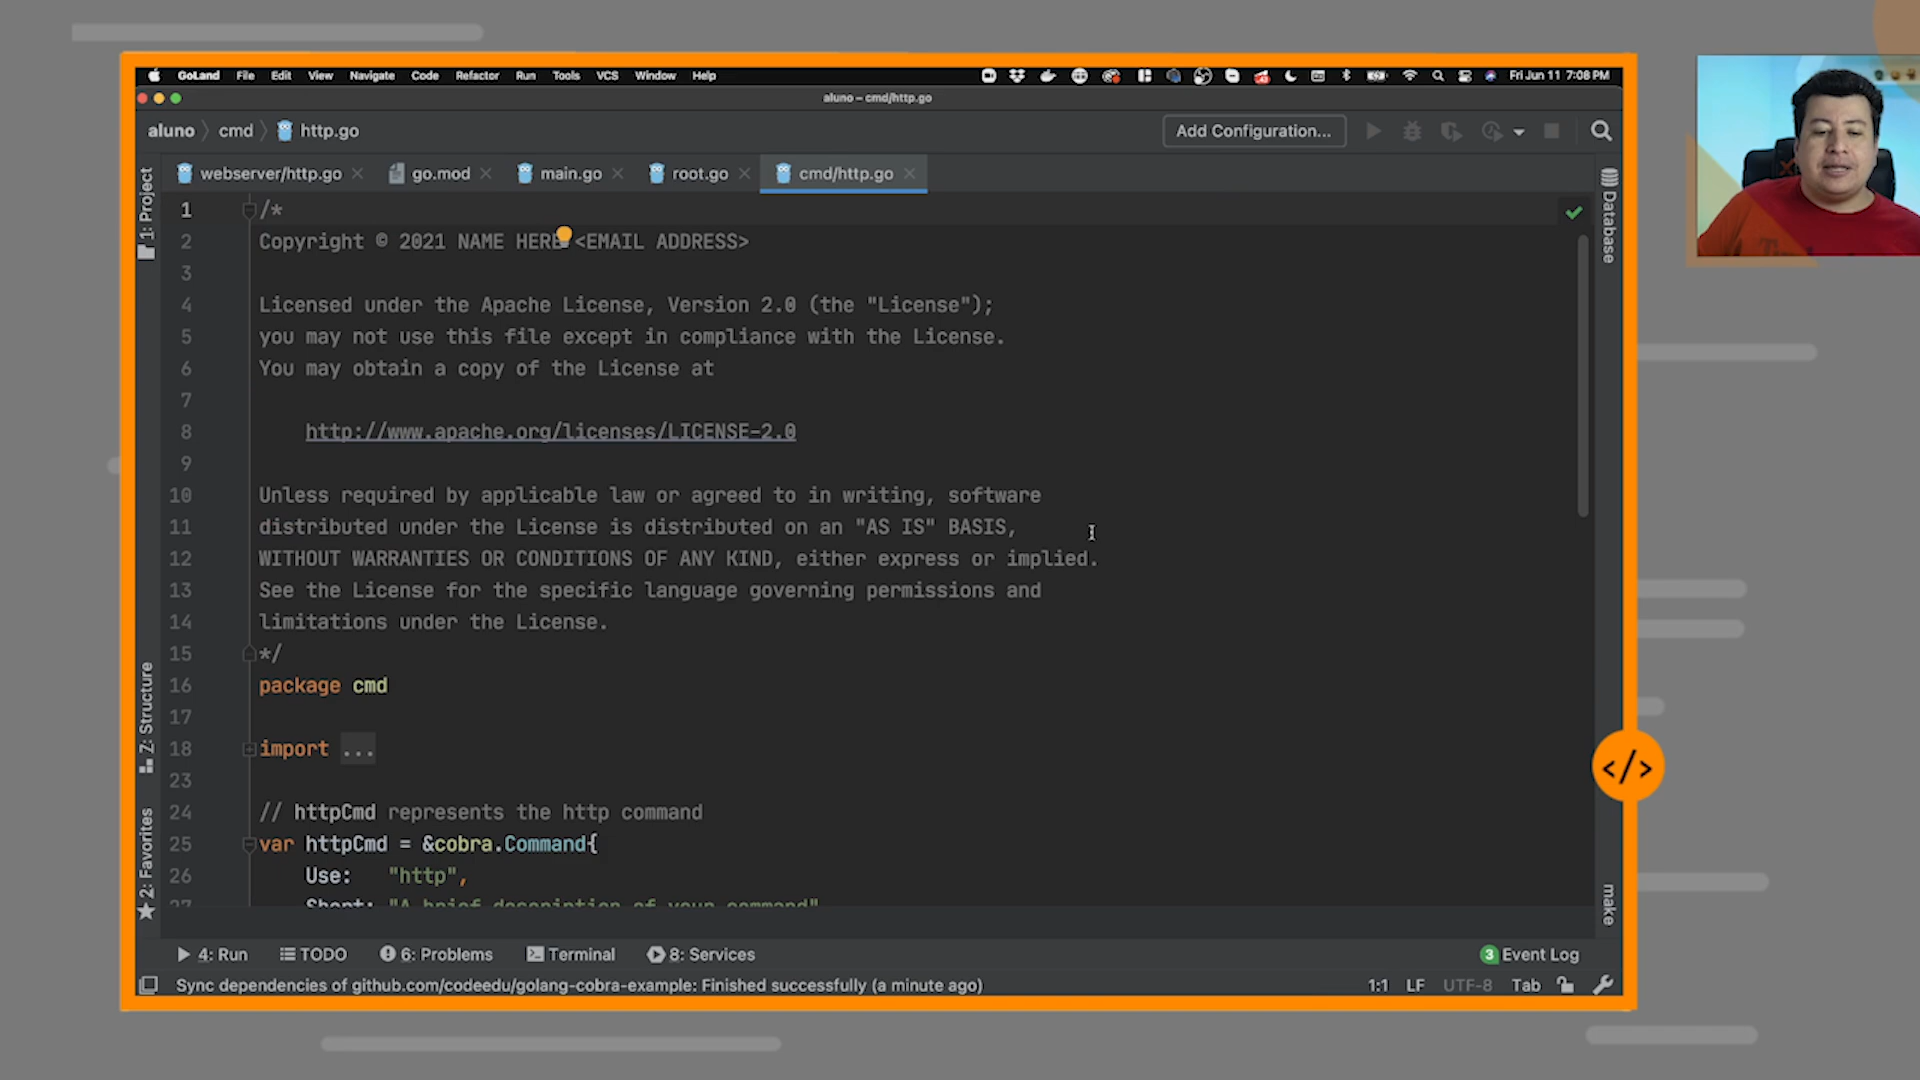 GoLand File Edit View Navigate Code Refactor Run Tools VCS Window Help Fri Jun 11 7:08 PM
aluno – cmd/http.go
aluno cmd http.go Add Configuration...
webserver/http.go go.mod main.go root.go cmd/http.go
1: Project
Z: Structure
2: Favorites
Database
make
1 /*
2 Copyright © 2021 NAME HERE <EMAIL ADDRESS>
3
4 Licensed under the Apache License, Version 2.0 (the "License");
5 you may not use this file except in compliance with the License.
6 You may obtain a copy of the License at
7
8 http://www.apache.org/licenses/LICENSE-2.0
9
10 Unless required by applicable law or agreed to in writing, software
11 distributed under the License is distributed on an "AS IS" BASIS,
12 WITHOUT WARRANTIES OR CONDITIONS OF ANY KIND, either express or implied.
13 See the License for the specific language governing permissions and
14 limitations under the License.
15 */
16 package cmd
17
18 import ...
23
24 // httpCmd represents the http command
25 var httpCmd = &cobra.Command{
26 Use: "http",
27 Short: "A brief description of your command"
4: Run TODO 6: Problems Terminal 8: Services 3 Event Log
Sync dependencies of github.com/codeedu/golang-cobra-example: Finished successfully (a minute ago) 1:1 LF UTF-8 Tab
</>